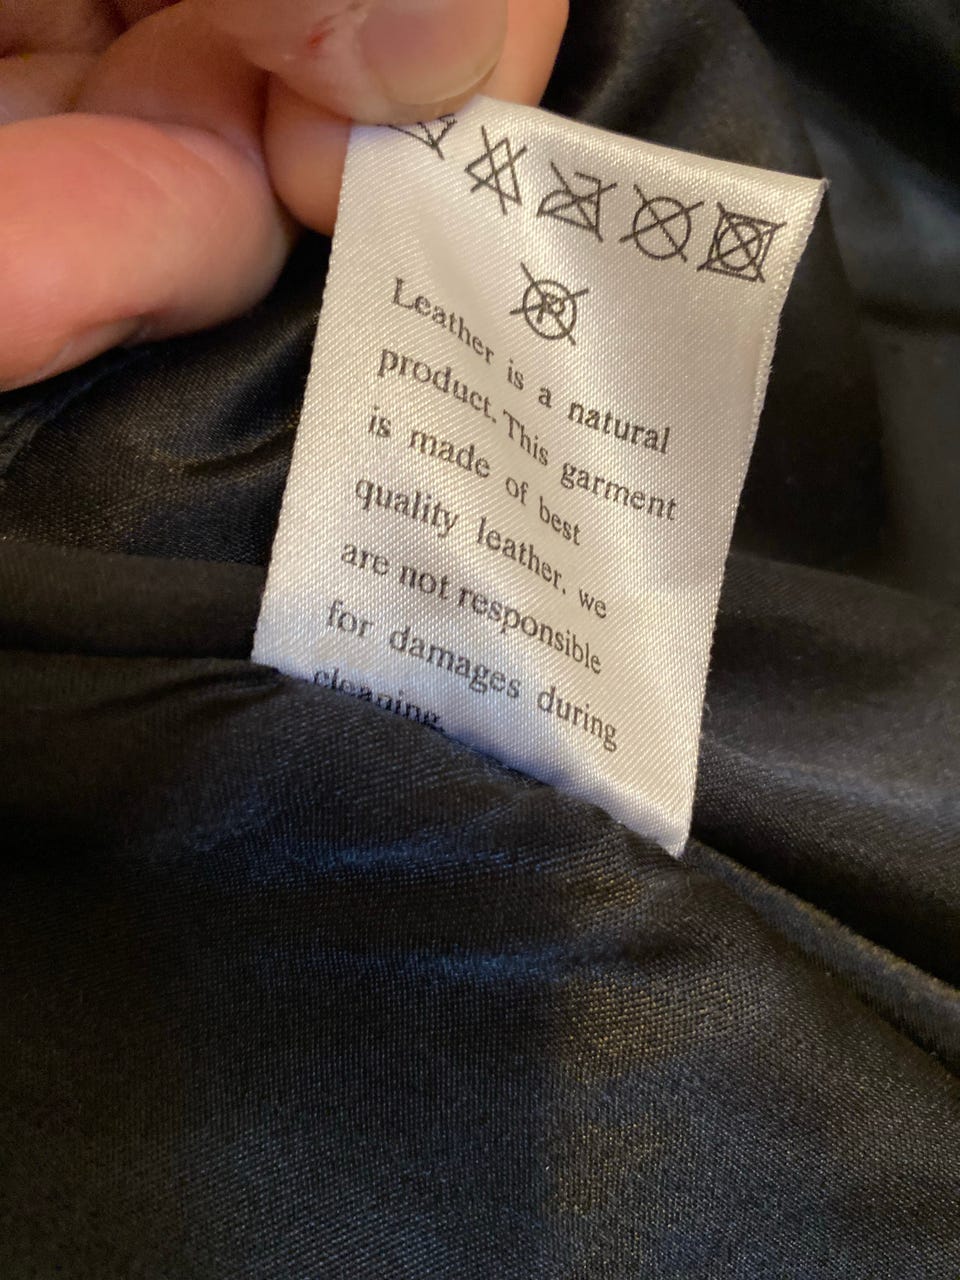 R
Leather is a natural
product. This garment
is made of best
quality leather. we
are not responsible
for damages during
cleaning.